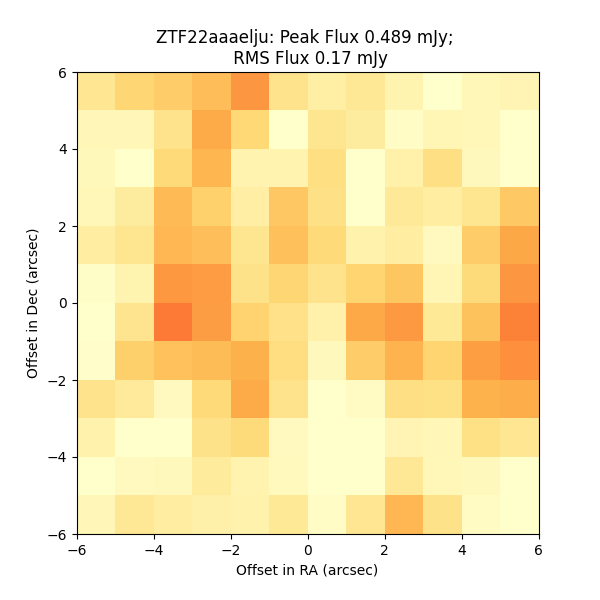 ZTF22aaaelju: Peak Flux 0.489 mJy;
RMS Flux 0.17 mJy
6
4
2
0
−2
−4
−6
Offset in Dec (arcsec)
−6 −4 −2 0 2 4 6
Offset in RA (arcsec)